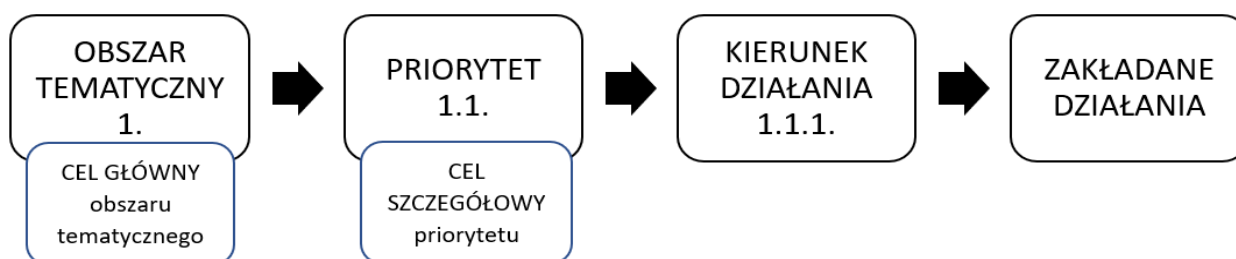 OBSZAR
TEMATYCZNY
1.
CEL GŁÓWNY
obszaru
tematycznego
PRIORYTET
1.1.
CEL
SZCZEGÓŁOWY
priorytetu
KIERUNEK
DZIAŁANIA
1.1.1.
ZAKŁADANE
DZIAŁANIA